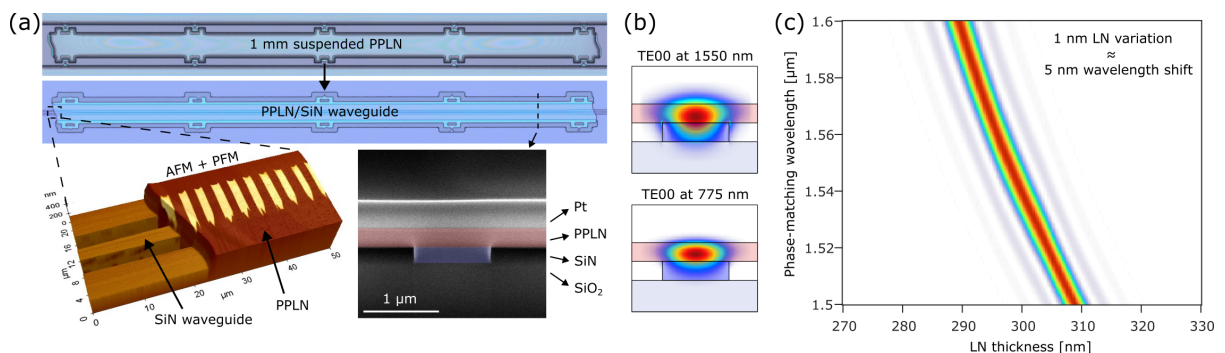 (a)
1 mm suspended PPLN
PPLN/SiN waveguide
AFM + PFM
nm
400
200
0
16
12
8
4
0
μm
0
10
20
30
40
50
μm
SiN waveguide
PPLN
Pt
PPLN
SiN
SiO₂
1 μm
(b)
TE00 at 1550 nm
TE00 at 775 nm
(c)
1 nm LN variation
≈
5 nm wavelength shift
Phase-matching wavelength [μm]
1.6
1.58
1.56
1.54
1.52
1.5
270
280
290
300
310
320
330
LN thickness [nm]